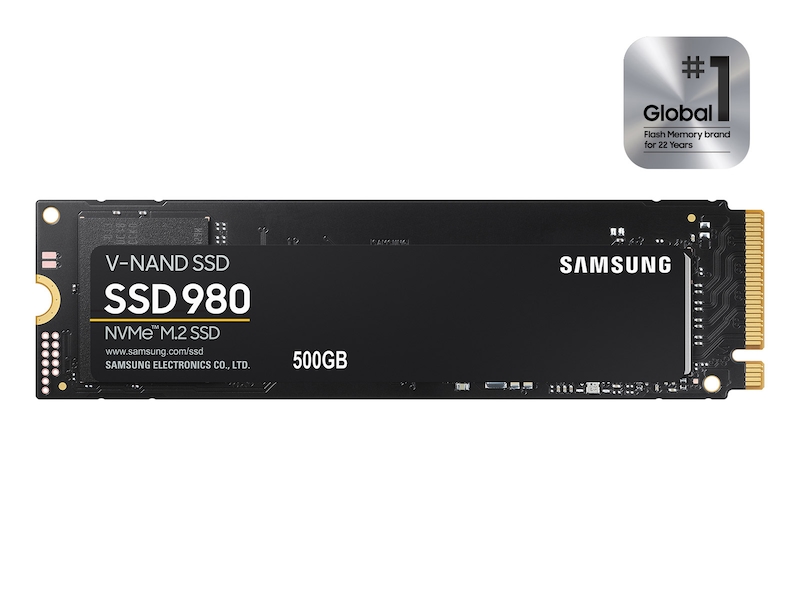 #1
Global
Flash Memory brand
for 22 Years
V-NAND SSD
SAMSUNG
SSD 980
NVMe™ M.2 SSD
www.samsung.com/ssd
SAMSUNG ELECTRONICS CO., LTD.
500GB